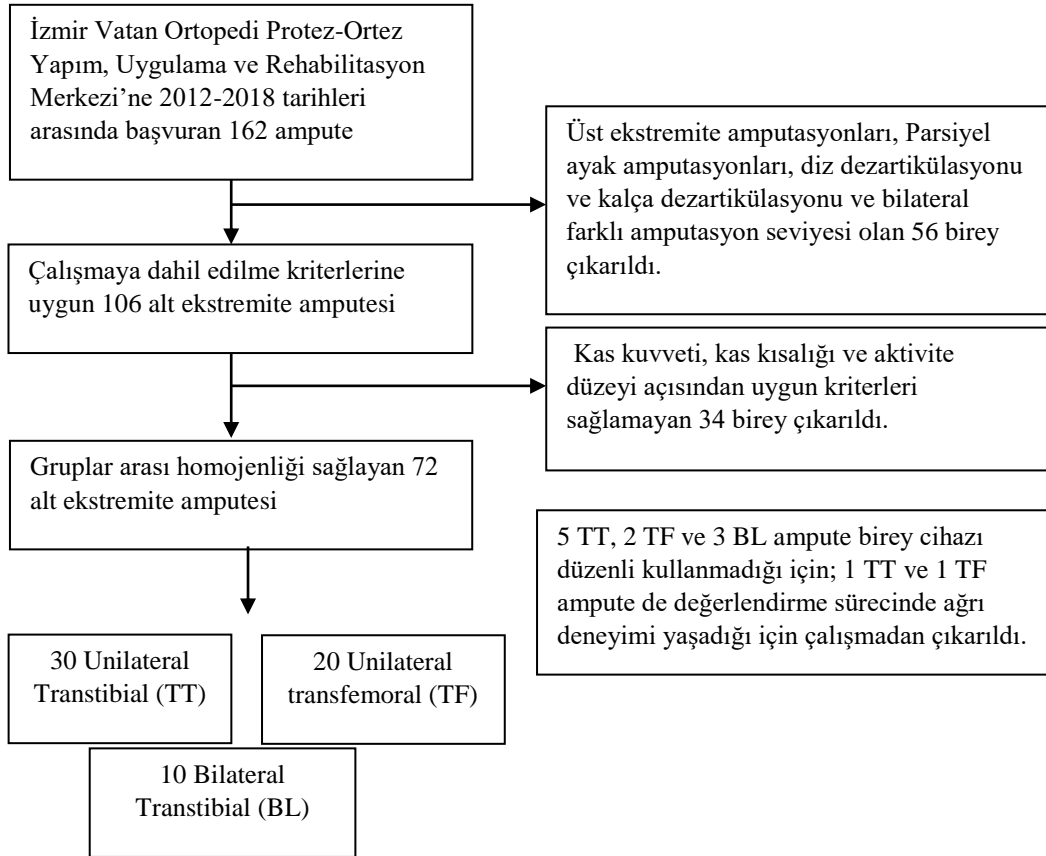 İzmir Vatan Ortopedi Protez-Ortez
Yapım, Uygulama ve Rehabilitasyon
Merkezi’ne 2012-2018 tarihleri
arasında başvuran 162 ampute
Üst ekstremite amputasyonları, Parsiyel
ayak amputasyonları, diz dezartikülasyonu
ve kalça dezartikülasyonu ve bilateral
farklı amputasyon seviyesi olan 56 birey
çıkarıldı.
Çalışmaya dahil edilme kriterlerine
uygun 106 alt ekstremite amputesi
Kas kuvveti, kas kısalığı ve aktivite
düzeyi açısından uygun kriterleri
sağlamayan 34 birey çıkarıldı.
Gruplar arası homojenliği sağlayan 72
alt ekstremite amputesi
5 TT, 2 TF ve 3 BL ampute birey cihazı
düzenli kullanmadığı için; 1 TT ve 1 TF
ampute de değerlendirme sürecinde ağrı
deneyimi yaşadığı için çalışmadan çıkarıldı.
30 Unilateral
Transtibial (TT)
20 Unilateral
transfemoral (TF)
10 Bilateral
Transtibial (BL)